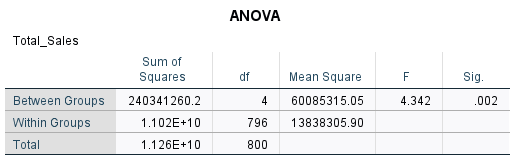 ANOVA
Total_Sales
Sum of Squares df Mean Square F Sig.
Between Groups 240341260.2 4 60085315.05 4.342 .002
Within Groups 1.102E+10 796 13838305.90
Total 1.126E+10 800